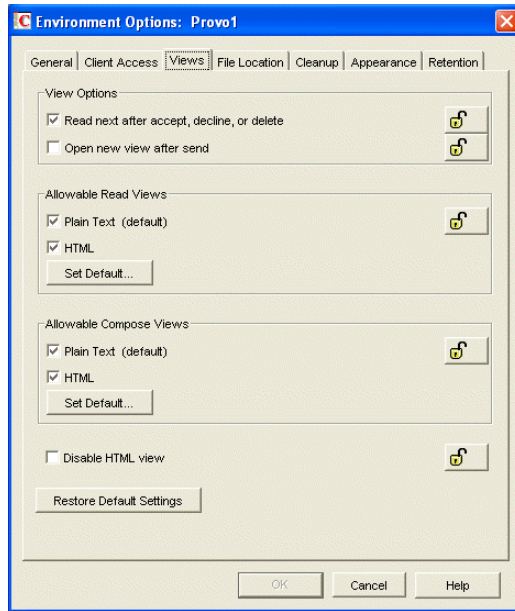 Environment Options: Provo1
General Client Access Views File Location Cleanup Appearance Retention
View Options
Read next after accept, decline, or delete
Open new view after send
Allowable Read Views
Plain Text (default)
HTML
Set Default...
Allowable Compose Views
Plain Text (default)
HTML
Set Default...
Disable HTML view
Restore Default Settings
OK Cancel Help